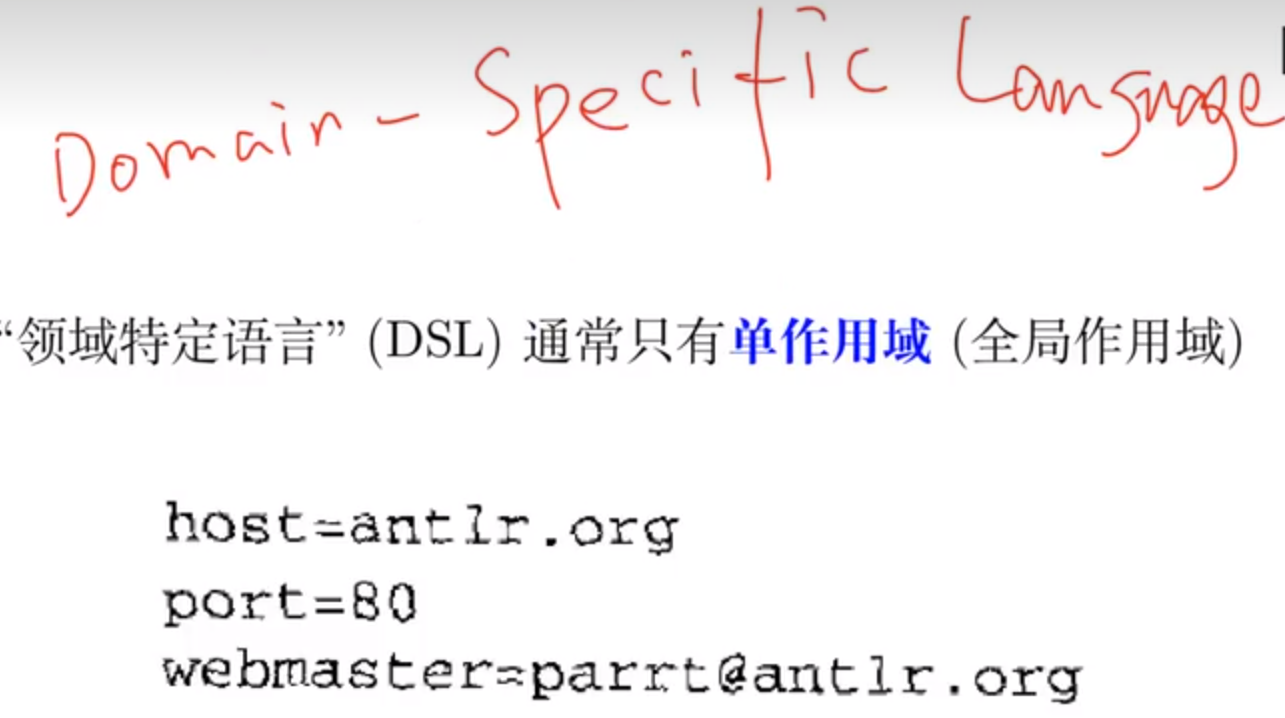 Domain-Specific Language
“领域特定语言” (DSL) 通常只有单作用域 (全局作用域)
host=antlr.org
port=80
webmaster=parrt@antlr.org